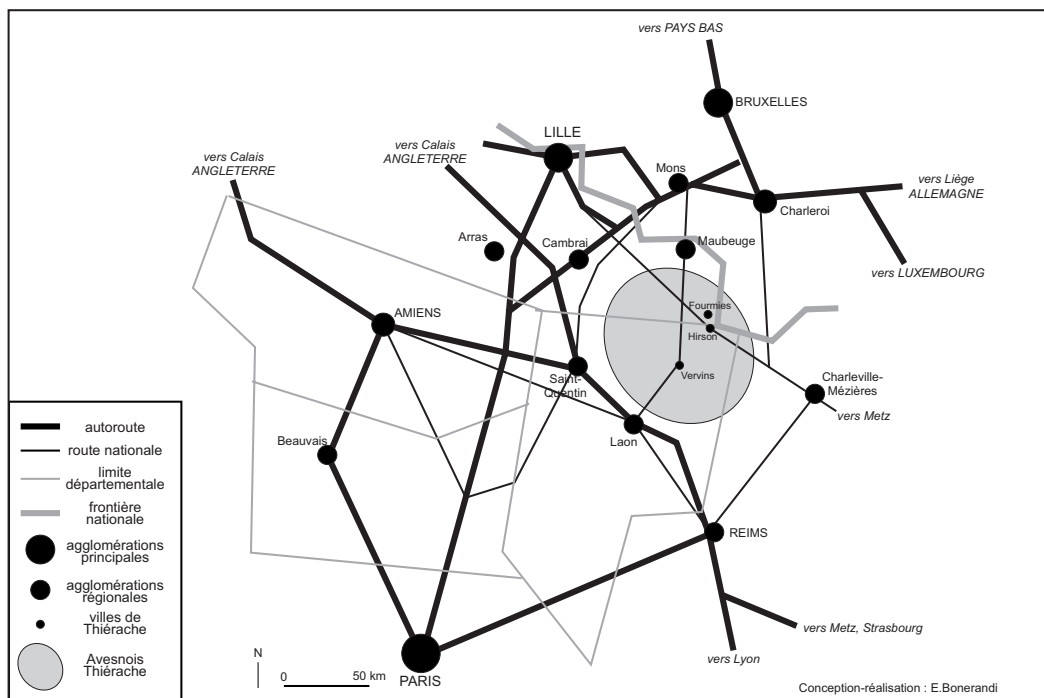 vers PAYS BAS
BRUXELLES
LILLE
vers Calais
ANGLETERRE
vers Calais
ANGLETERRE
Mons
vers Liège
ALLEMAGNE
Charleroi
Arras
Cambrai
Maubeuge
vers LUXEMBOURG
Fournies
AMIENS
Hirson
Saint-
Quentin
Vervins
Charleville-
Mézières
vers Metz
Beauvais
Laon
REIMS
autoroute
route nationale
limite
départementale
frontière
nationale
agglomérations
principales
agglomérations
régionales
villes de
Thiérache
Avesnois
Thiérache
vers Metz, Strasbourg
vers Lyon
PARIS
N
0
50 km
Conception-réalisation : E.Bonerandi